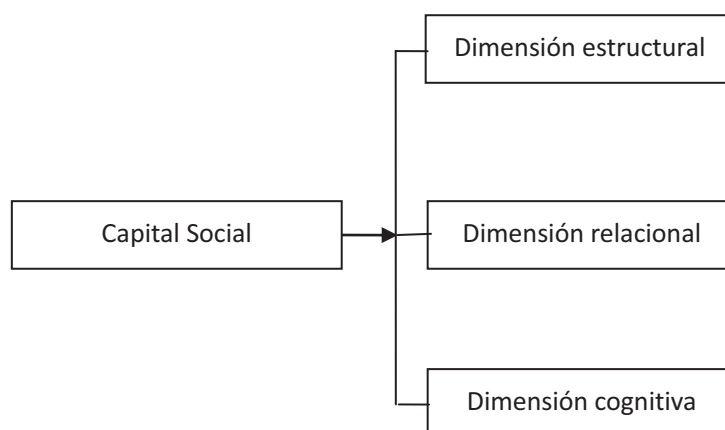 Dimensión estructural
Capital Social
Dimensión relacional
Dimensión cognitiva